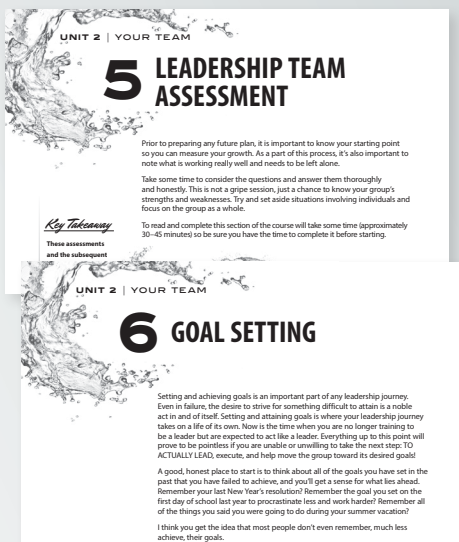 UNIT 2 | YOUR TEAM
5 LEADERSHIP TEAM
ASSESSMENT
Prior to preparing any future plan, it is important to know your starting point
so you can measure your growth. As a part of this process, it's also important to
note what is working really well and needs to be left alone.
Take some time to consider the questions and answer them thoroughly
and honestly. This is not a gripe session, just a chance to know your group's
strengths and weaknesses. Try and set aside situations involving individuals and
focus on the group as a whole.
To read and complete this section of the course will take some time (approximately
30–45 minutes) so be sure you have the time to complete it before starting.
Key Takeaway
These assessments
and the subsequent
UNIT 2 | YOUR TEAM
6 GOAL SETTING
Setting and achieving goals is an important part of any leadership journey.
Even in failure, the desire to strive for something difficult to attain is a noble
act in and of itself. Setting and attaining goals is where your leadership journey
takes on a life of its own. Now is the time when you are no longer training to
be a leader but are expected to act like a leader. Everything up to this point will
prove to be pointless if you are unable or unwilling to take the next step: TO
ACTUALLY LEAD, execute, and help move the group toward its desired goals!
A good, honest place to start is to think about all of the goals you have set in the
past that you have failed to achieve, and you'll get a sense for what lies ahead.
Remember your last New Year's resolution? Remember the goal you set on the
first day of school last year to procrastinate less and work harder? Remember all
of the things you said you were going to do during your summer vacation?
I think you get the idea that most people don't even remember, much less
achieve, their goals.